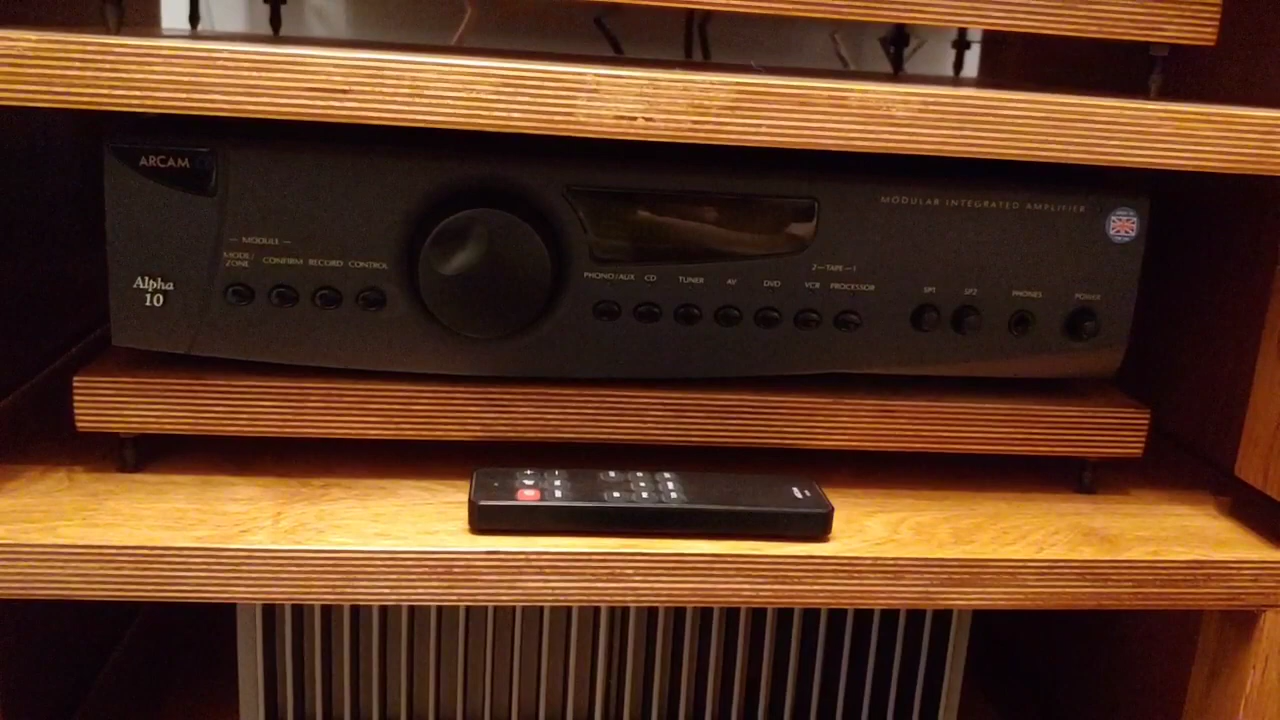 ARCAM
MODULAR INTEGRATED AMPLIFIER
MODULE
MODE/
ZONE
CONFIRM RECORD CONTROL
Alpha
10
2—TAPE—1
PHONO/AUX CD TUNER AV DVD VCR PROCESSOR
SP1 SP2 PHONES POWER